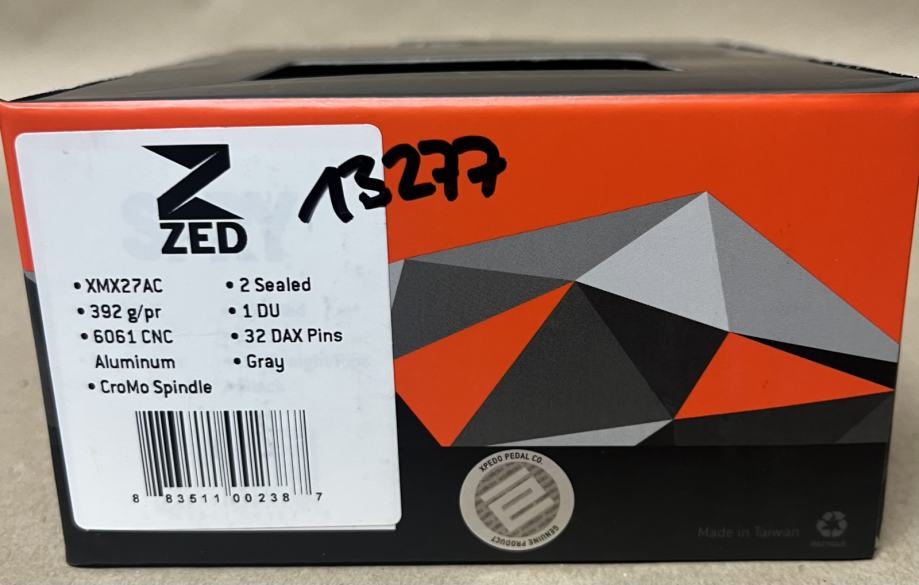 13277
ZED
• XMX27AC
• 392 g/pr
• 6061 CNC
Aluminum
• CroMo Spindle
• 2 Sealed
• 1 DU
• 32 DAX Pins
• Gray
8 83511 00238 7
XPEDO PEDAL CO.
GENUINE PRODUCT
Made in Taiwan
RECYCLE